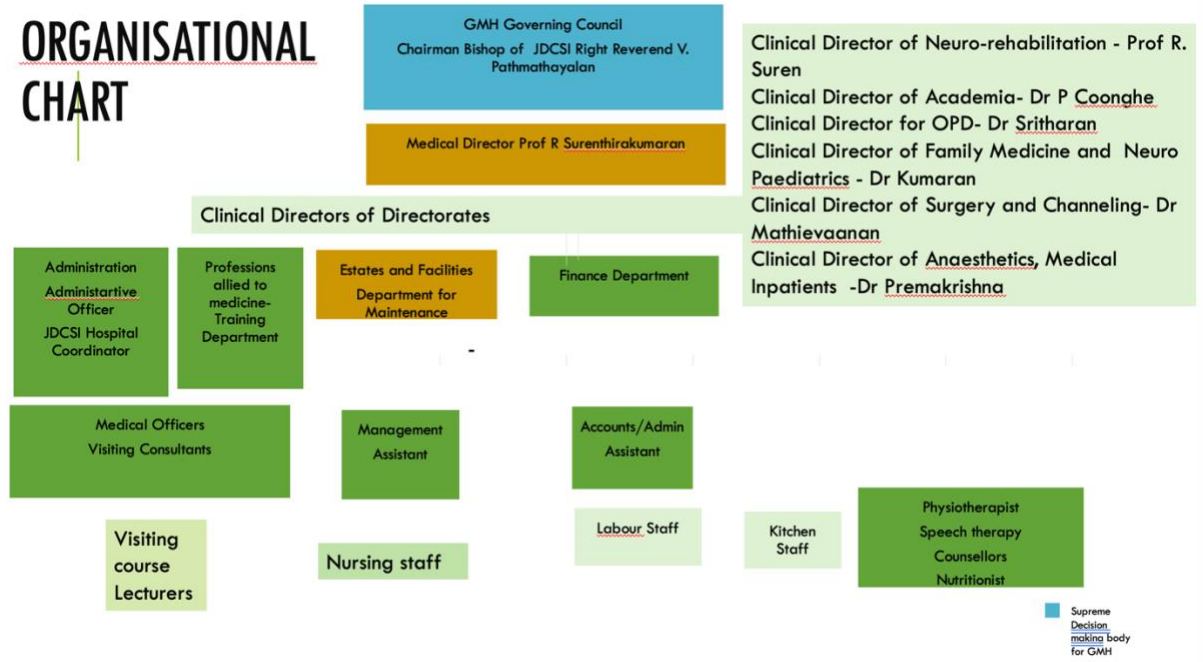 ORGANISATIONAL
CHART
GMH Governing Council
Chairman Bishop of JDCSI Right Reverend V.
Pathmathayalan
Medical Director Prof R Surenthirakumaran
Clinical Director of Neuro-rehabilitation - Prof R.
Suren
Clinical Director of Academia- Dr P Coonghe
Clinical Director for OPD- Dr Sritharan
Clinical Director of Family Medicine and Neuro
Paediatrics - Dr Kumaran
Clinical Director of Surgery and Channeling- Dr
Mathievaanan
Clinical Director of Anaesthetics, Medical
Inpatients -Dr Premakrishna
Clinical Directors of Directorates
Administration
Administartive
Officer
JDCSI Hospital
Coordinator
Professions
allied to
medicine-
Training
Department
Estates and Facilities
Department for
Maintenance
Finance Department
-
Medical Officers
Visiting Consultants
Management
Assistant
Accounts/Admin
Assistant
Visiting
course
Lecturers
Nursing staff
Labour Staff
Kitchen
Staff
Physiotherapist
Speech therapy
Counsellors
Nutritionist
Supreme
Decision
making body
for GMH